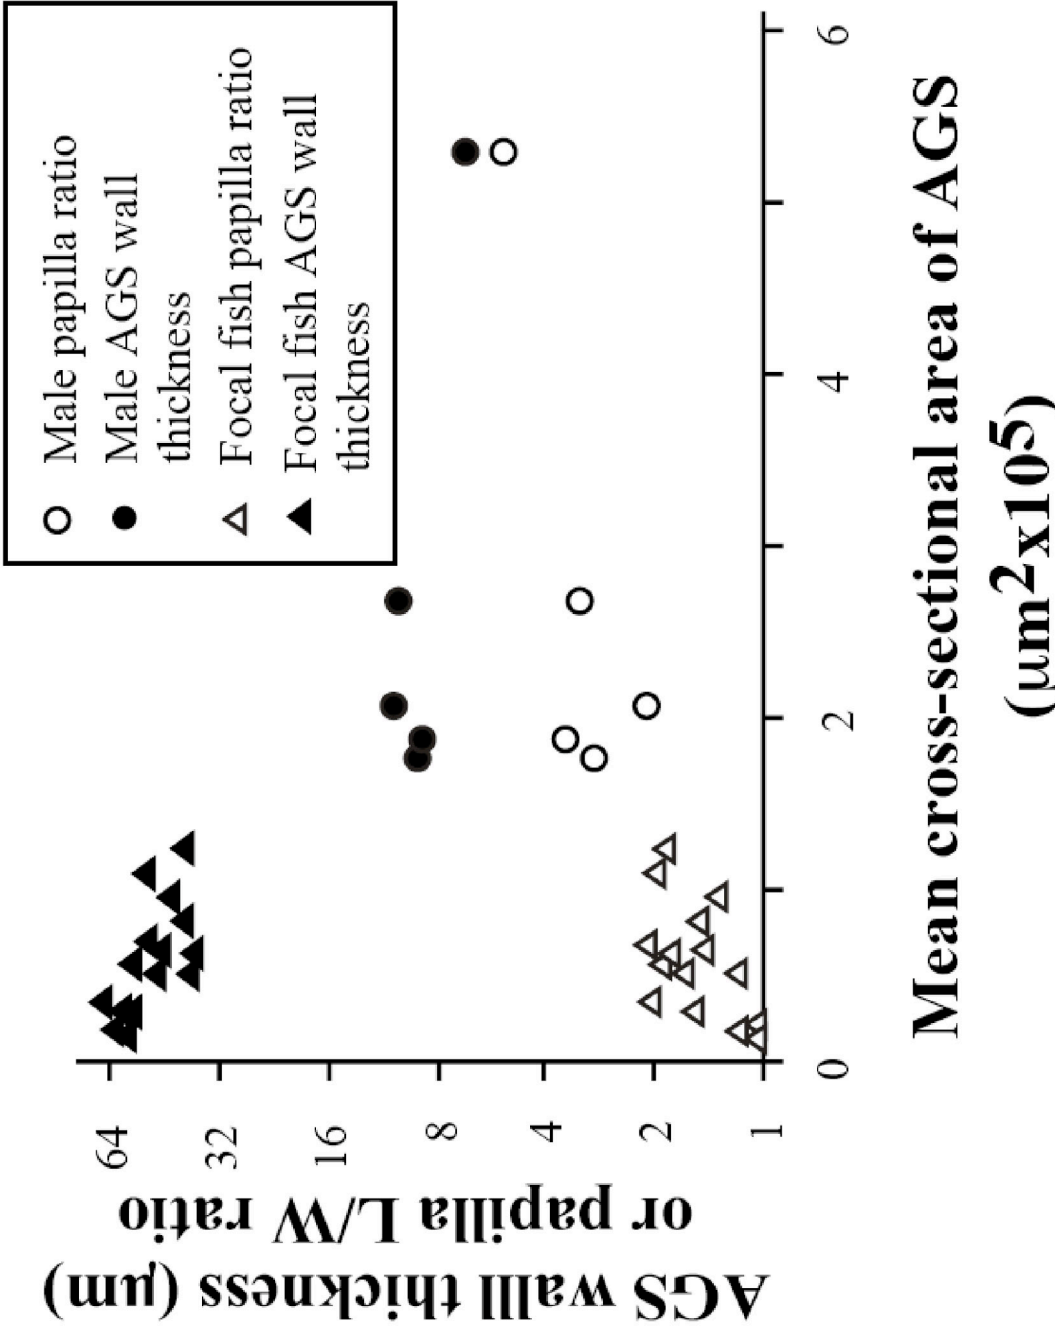 AGS walll thickness (μm)
or papilla L/W ratio
64
32
16
8
4
2
1
Male papilla ratio
Male AGS wall
thickness
Focal fish papilla ratio
Focal fish AGS wall
thickness
0
2
4
6
Mean cross-sectional area of AGS
(μm²x10⁵)